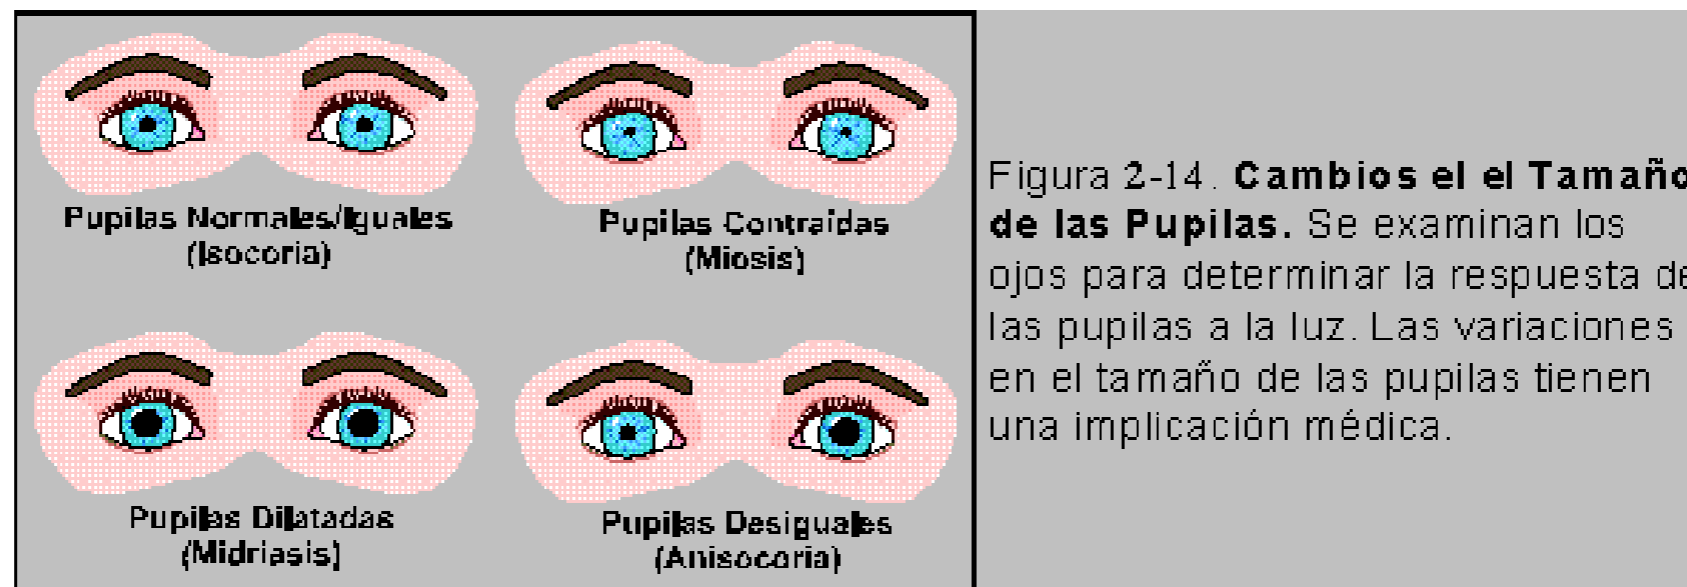 Pupilas Normales/Iguales
(Isocoria)
Pupilas Contraídas
(Miosis)
Pupilas Dilatadas
(Midriasis)
Pupilas Desiguales
(Anisocoria)
Figura 2-14. Cambios el el Tamaño
de las Pupilas. Se examinan los
ojos para determinar la respuesta de
las pupilas a la luz. Las variaciones
en el tamaño de las pupilas tienen
una implicación médica.